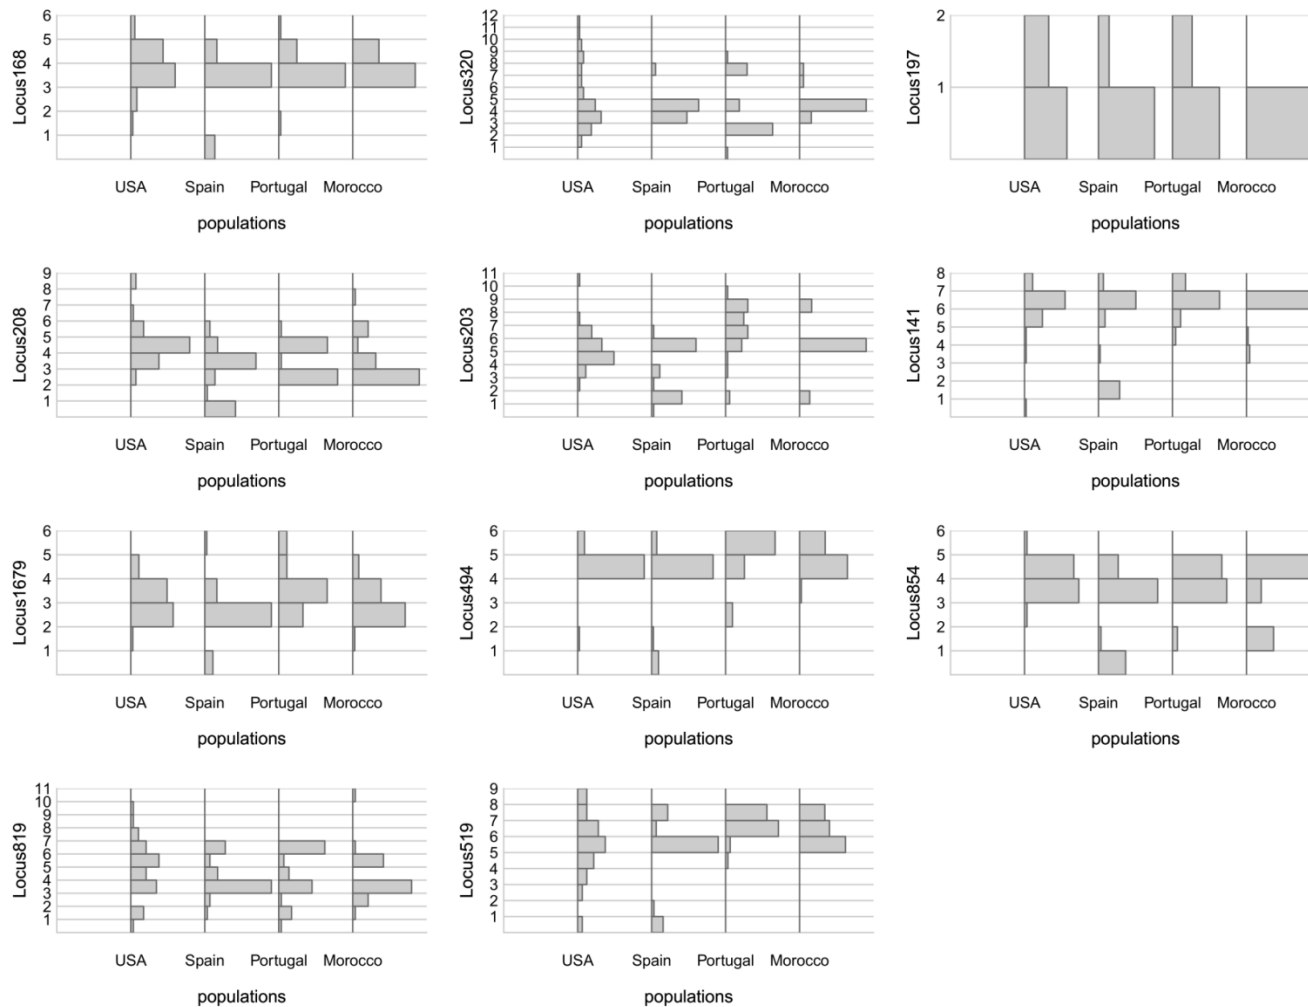 Locus168
6
5
4
3
2
1
USA Spain Portugal Morocco
populations
Locus320
12
11
10
9
8
7
6
5
4
3
2
1
USA Spain Portugal Morocco
populations
Locus197
2
1
USA Spain Portugal Morocco
populations
Locus208
9
8
7
6
5
4
3
2
1
USA Spain Portugal Morocco
populations
Locus203
11
10
9
8
7
6
5
4
3
2
1
USA Spain Portugal Morocco
populations
Locus141
8
7
6
5
4
3
2
1
USA Spain Portugal Morocco
populations
Locus1679
6
5
4
3
2
1
USA Spain Portugal Morocco
populations
Locus494
6
5
4
3
2
1
USA Spain Portugal Morocco
populations
Locus854
6
5
4
3
2
1
USA Spain Portugal Morocco
populations
Locus819
11
10
9
8
7
6
5
4
3
2
1
USA Spain Portugal Morocco
populations
Locus519
9
8
7
6
5
4
3
2
1
USA Spain Portugal Morocco
populations